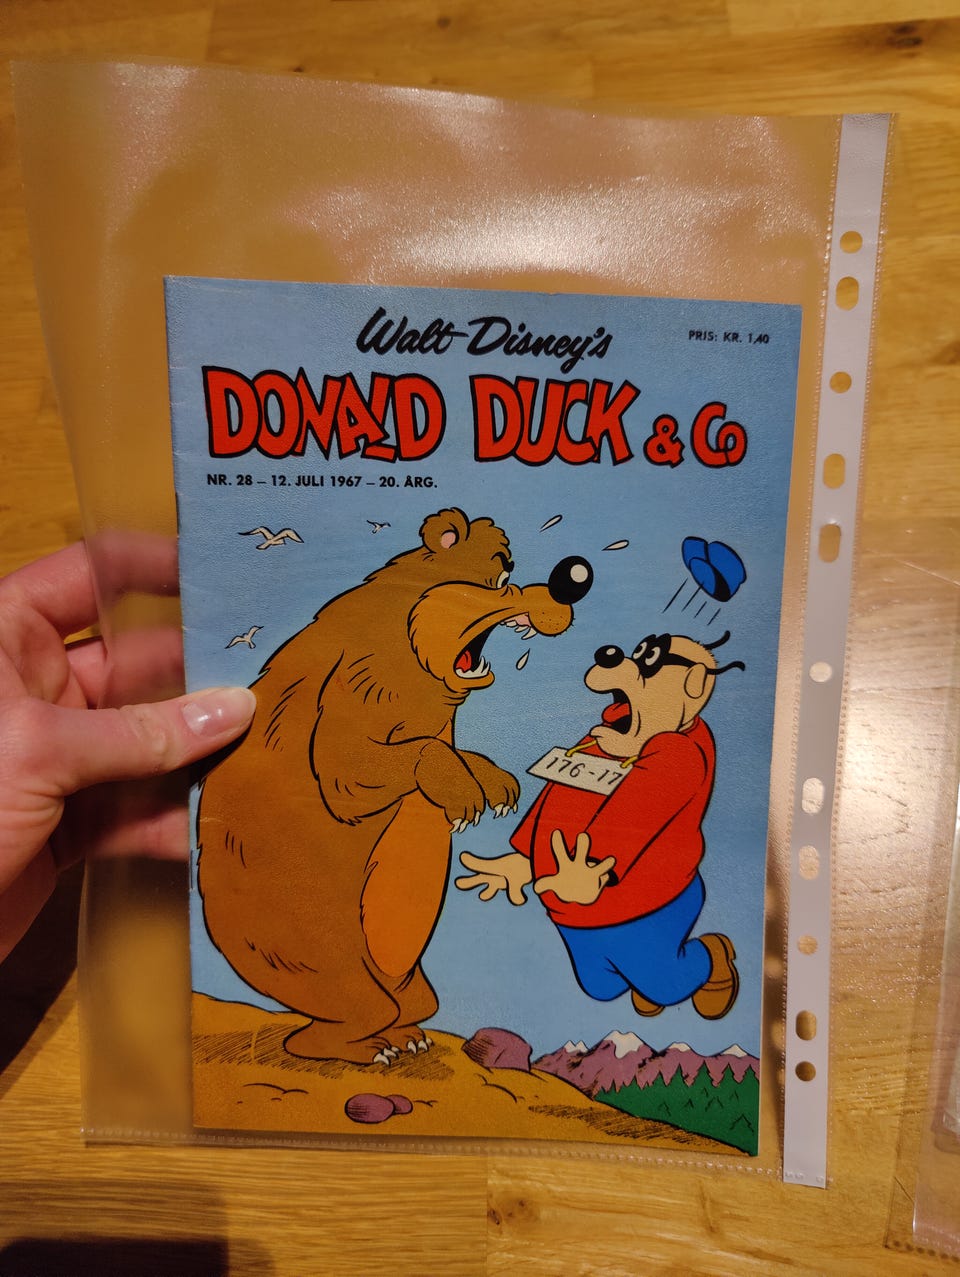 Walt Disney's
PRIS: KR. 1,40
DONALD DUCK & Co
NR. 28 – 12. JULI 1967 – 20. ÅRG.
176-17